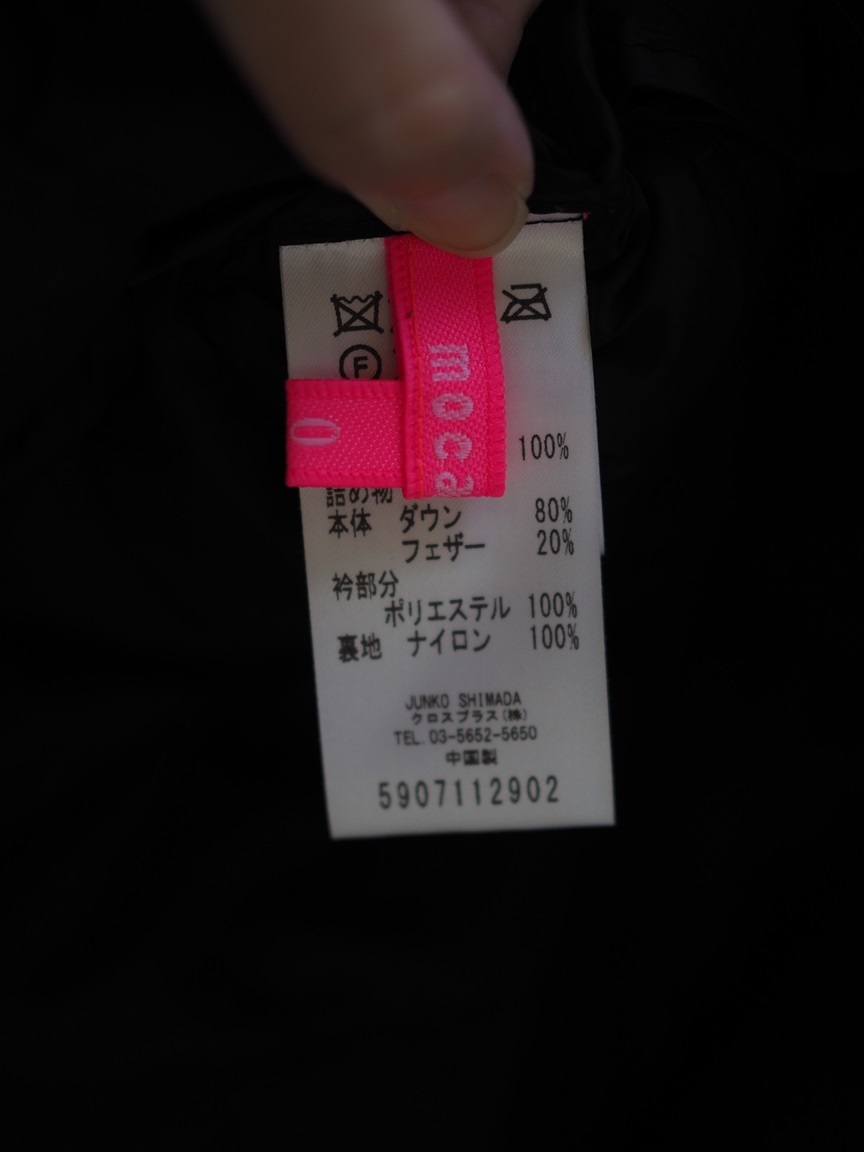 F
moca
0
100%
詰め物
本体 ダウン 80%
フェザー 20%
衿部分
ポリエステル 100%
裏地 ナイロン 100%
JUNKO SHIMADA
クロスプラス(株)
TEL. 03-5652-5650
中国製
5907112902